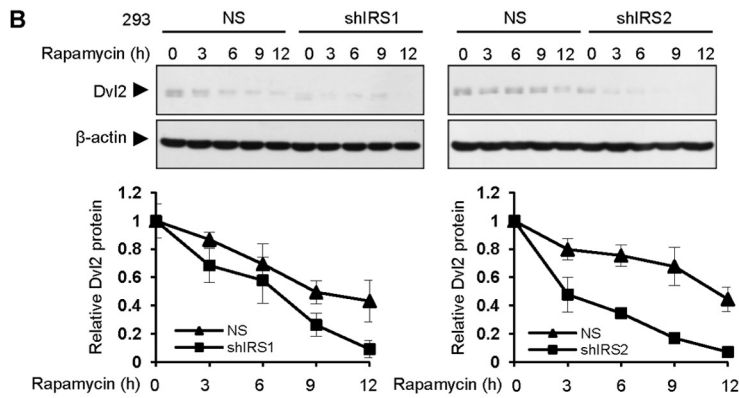 B 293 NS shIRS1 NS shIRS2
Rapamycin (h) 0 3 6 9 12 0 3 6 9 12 0 3 6 9 12 0 3 6 9 12
Dvl2
β-actin
Relative Dvl2 protein
1.2
1
0.8
0.6
0.4
0.2
0
NS
shIRS1
Rapamycin (h) 0 3 6 9 12
Relative Dvl2 protein
1.2
1
0.8
0.6
0.4
0.2
0
NS
shIRS2
Rapamycin (h) 0 3 6 9 12